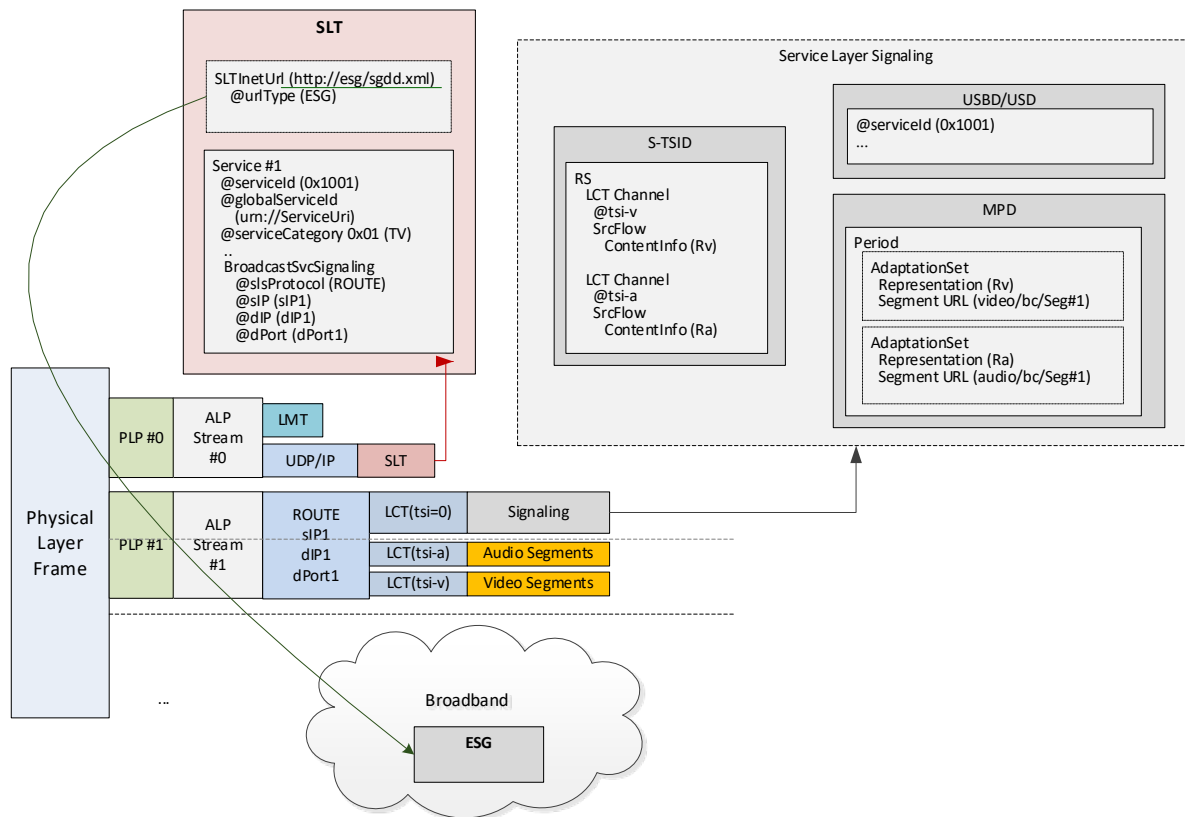 SLT
SLTInetUrl (http://esg/sgdd.xml)
@urlType (ESG)
Service #1
@serviceId (0x1001)
@globalServiceId
(urn://ServiceUri)
@serviceCategory 0x01 (TV)
..
BroadcastSvcSignaling
@slsProtocol (ROUTE)
@sIP (sIP1)
@dIP (dIP1)
@dPort (dPort1)
Service Layer Signaling
S-TSID
RS
LCT Channel
@tsi-v
SrcFlow
ContentInfo (Rv)
LCT Channel
@tsi-a
SrcFlow
ContentInfo (Ra)
USBD/USD
@serviceId (0x1001)
...
MPD
Period
AdaptationSet
Representation (Rv)
Segment URL (video/bc/Seg#1)
AdaptationSet
Representation (Ra)
Segment URL (audio/bc/Seg#1)
Physical
Layer
Frame
PLP #0
ALP
Stream
#0
LMT
UDP/IP
SLT
PLP #1
ALP
Stream
#1
ROUTE
sIP1
dIP1
dPort1
LCT(tsi=0)
Signaling
LCT(tsi-a)
Audio Segments
LCT(tsi-v)
Video Segments
...
Broadband
ESG